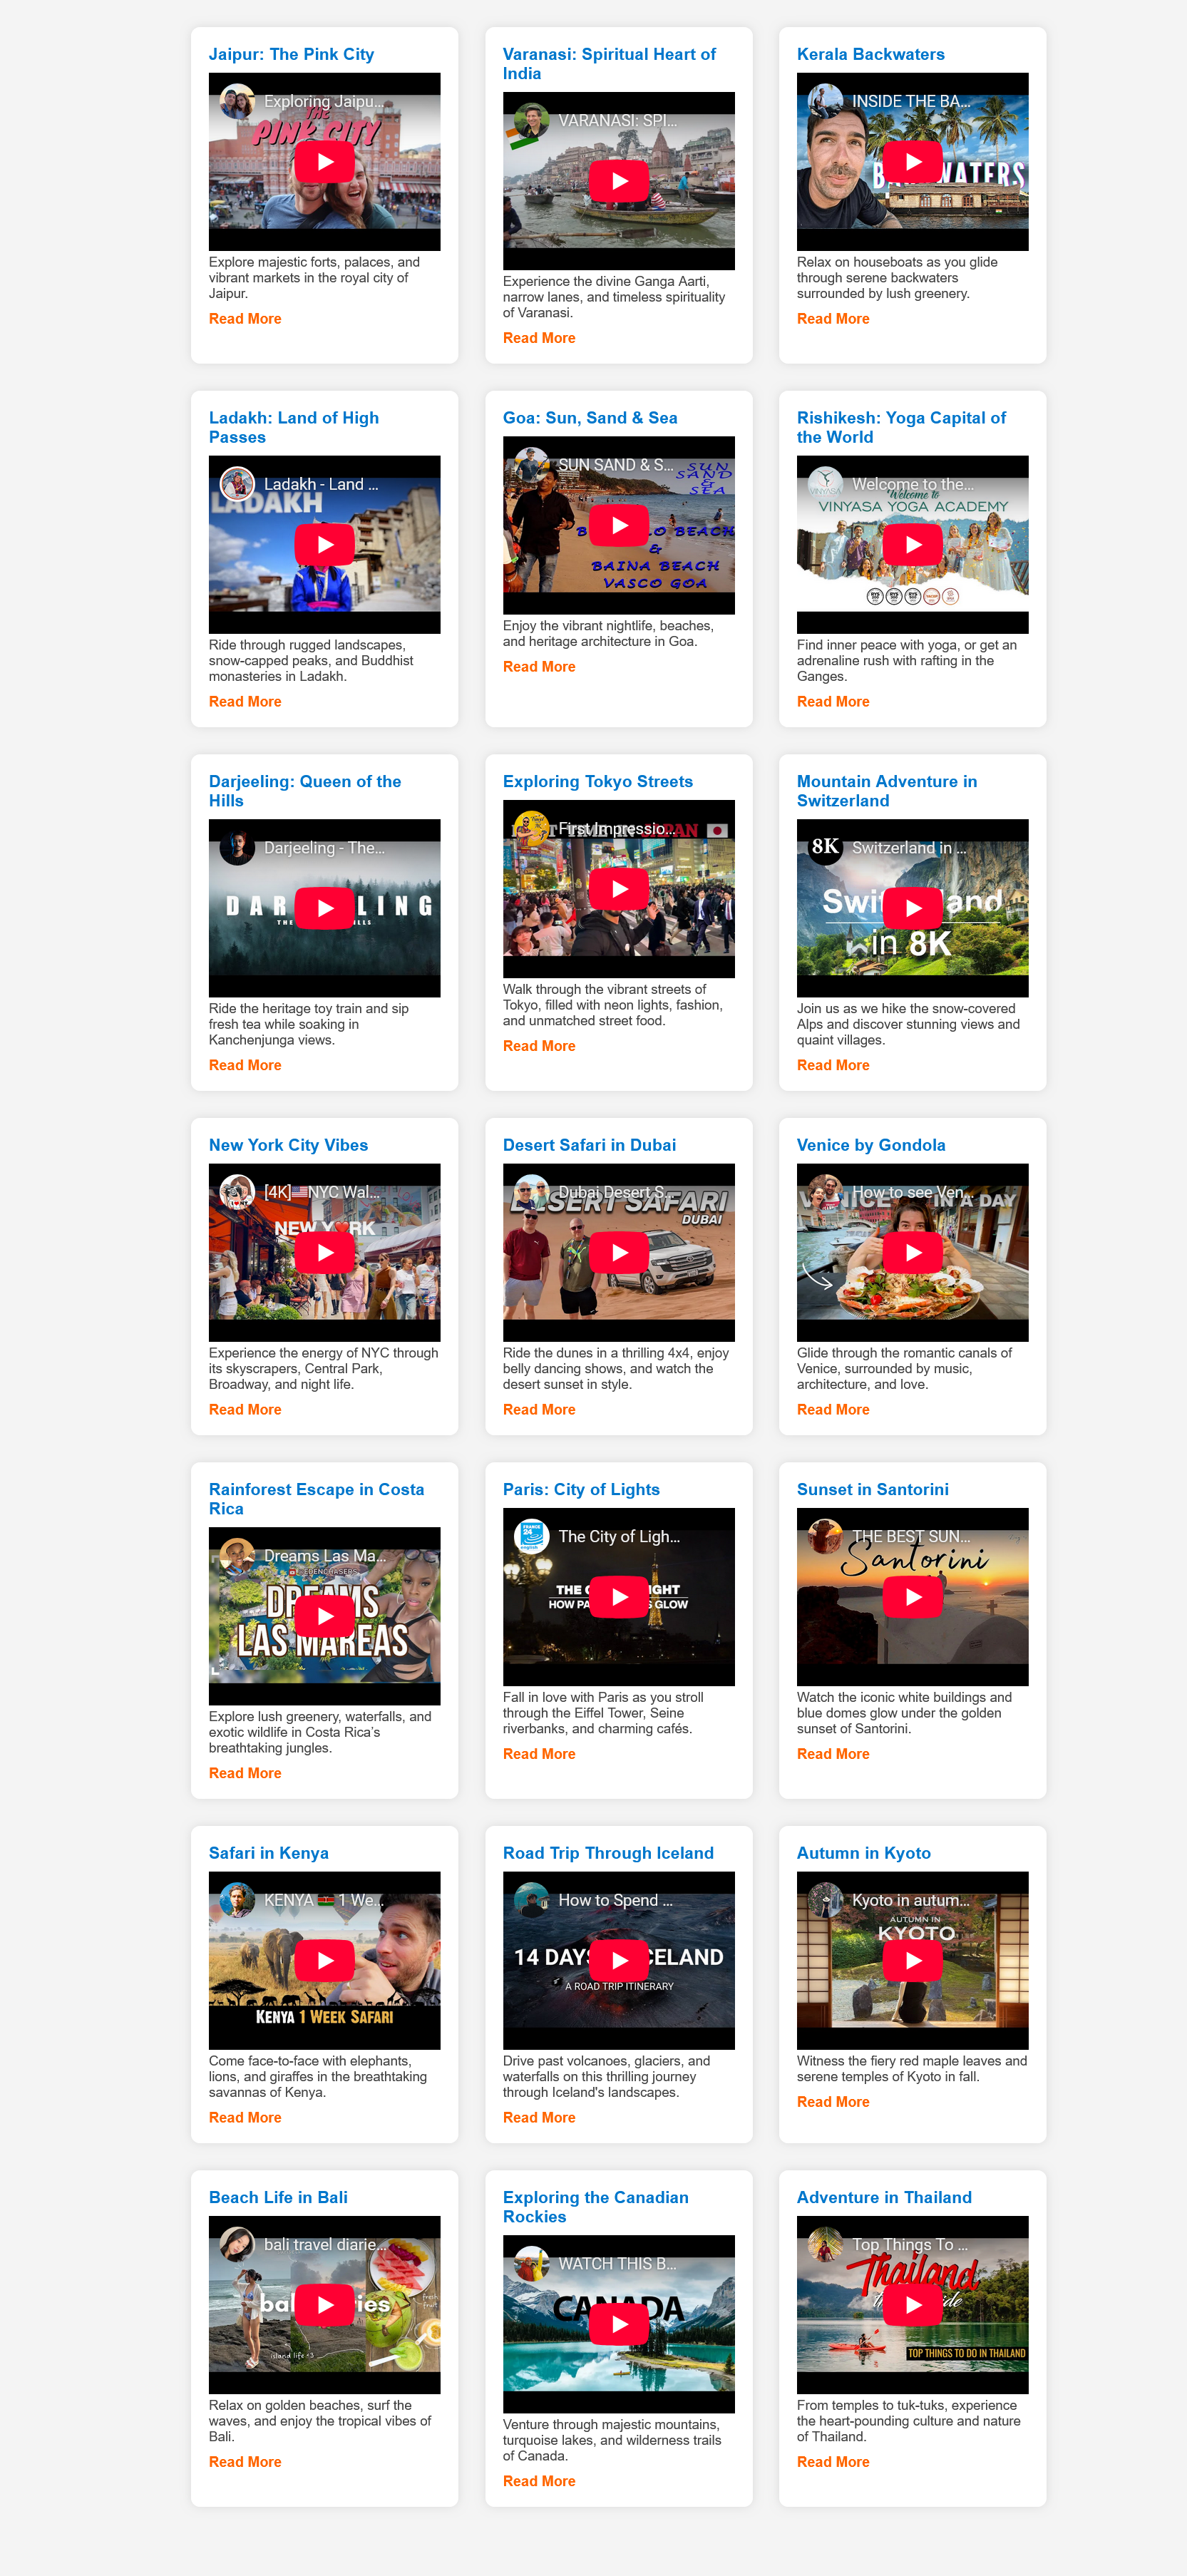 Jaipur: The Pink City
Exploring Jaipu...
THE
PINK CITY
Explore majestic forts, palaces, and
vibrant markets in the royal city of
Jaipur.
Read More
Varanasi: Spiritual Heart of
India
VARANASI: SPI...
Experience the divine Ganga Aarti,
narrow lanes, and timeless spirituality
of Varanasi.
Read More
Kerala Backwaters
INSIDE THE BA...
Relax on houseboats as you glide
through serene backwaters
surrounded by lush greenery.
Read More
Ladakh: Land of High
Passes
Ladakh - Land ...
LADAKH
Ride through rugged landscapes,
snow-capped peaks, and Buddhist
monasteries in Ladakh.
Read More
Goa: Sun, Sand & Sea
SUN SAND & S...
SUN
SAND
&
SEA
BEACH
&
BAINA BEACH
VASCO GOA
Enjoy the vibrant nightlife, beaches,
and heritage architecture in Goa.
Read More
Rishikesh: Yoga Capital of
the World
Welcome to the...
VINYASA
Welcome to
VINYASA YOGA ACADEMY
Find inner peace with yoga, or get an
adrenaline rush with rafting in the
Ganges.
Read More
Darjeeling: Queen of the
Hills
Darjeeling - The...
Ride the heritage toy train and sip
fresh tea while soaking in
Kanchenjunga views.
Read More
Exploring Tokyo Streets
First Impressio...
Walk through the vibrant streets of
Tokyo, filled with neon lights, fashion,
and unmatched street food.
Read More
Mountain Adventure in
Switzerland
8K
Switzerland in ...
in 8K
Join us as we hike the snow-covered
Alps and discover stunning views and
quaint villages.
Read More
New York City Vibes
[4K]🇺🇸NYC Wal...
NEW Y❤RK
Experience the energy of NYC through
its skyscrapers, Central Park,
Broadway, and night life.
Read More
Desert Safari in Dubai
Dubai Desert S...
DESERT SAFARI
DUBAI
Ride the dunes in a thrilling 4x4, enjoy
belly dancing shows, and watch the
desert sunset in style.
Read More
Venice by Gondola
How to see Ven...
VENICE IN A DAY
Glide through the romantic canals of
Venice, surrounded by music,
architecture, and love.
Read More
Rainforest Escape in Costa
Rica
Dreams Las Ma...
DREAMS
LAS MAREAS
Explore lush greenery, waterfalls, and
exotic wildlife in Costa Rica’s
breathtaking jungles.
Read More
Paris: City of Lights
FRANCE
24
english
The City of Ligh...
GLOW
Fall in love with Paris as you stroll
through the Eiffel Tower, Seine
riverbanks, and charming cafés.
Read More
Sunset in Santorini
THE BEST SUN...
Santorini
Watch the iconic white buildings and
blue domes glow under the golden
sunset of Santorini.
Read More
Safari in Kenya
KENYA 🇰🇪 1 We...
KENYA 1 WEEK SAFARI
Come face-to-face with elephants,
lions, and giraffes in the breathtaking
savannas of Kenya.
Read More
Road Trip Through Iceland
How to Spend ...
14 DAYS ICELAND
A ROAD TRIP ITINERARY
Drive past volcanoes, glaciers, and
waterfalls on this thrilling journey
through Iceland's landscapes.
Read More
Autumn in Kyoto
Kyoto in autum...
AUTUMN IN
KYOTO
Witness the fiery red maple leaves and
serene temples of Kyoto in fall.
Read More
Beach Life in Bali
bali travel diarie...
island life <3
Relax on golden beaches, surf the
waves, and enjoy the tropical vibes of
Bali.
Read More
Exploring the Canadian
Rockies
WATCH THIS B...
CANADA
Venture through majestic mountains,
turquoise lakes, and wilderness trails
of Canada.
Read More
Adventure in Thailand
Top Things To ...
Thailand
TOP THINGS TO DO IN THAILAND
From temples to tuk-tuks, experience
the heart-pounding culture and nature
of Thailand.
Read More